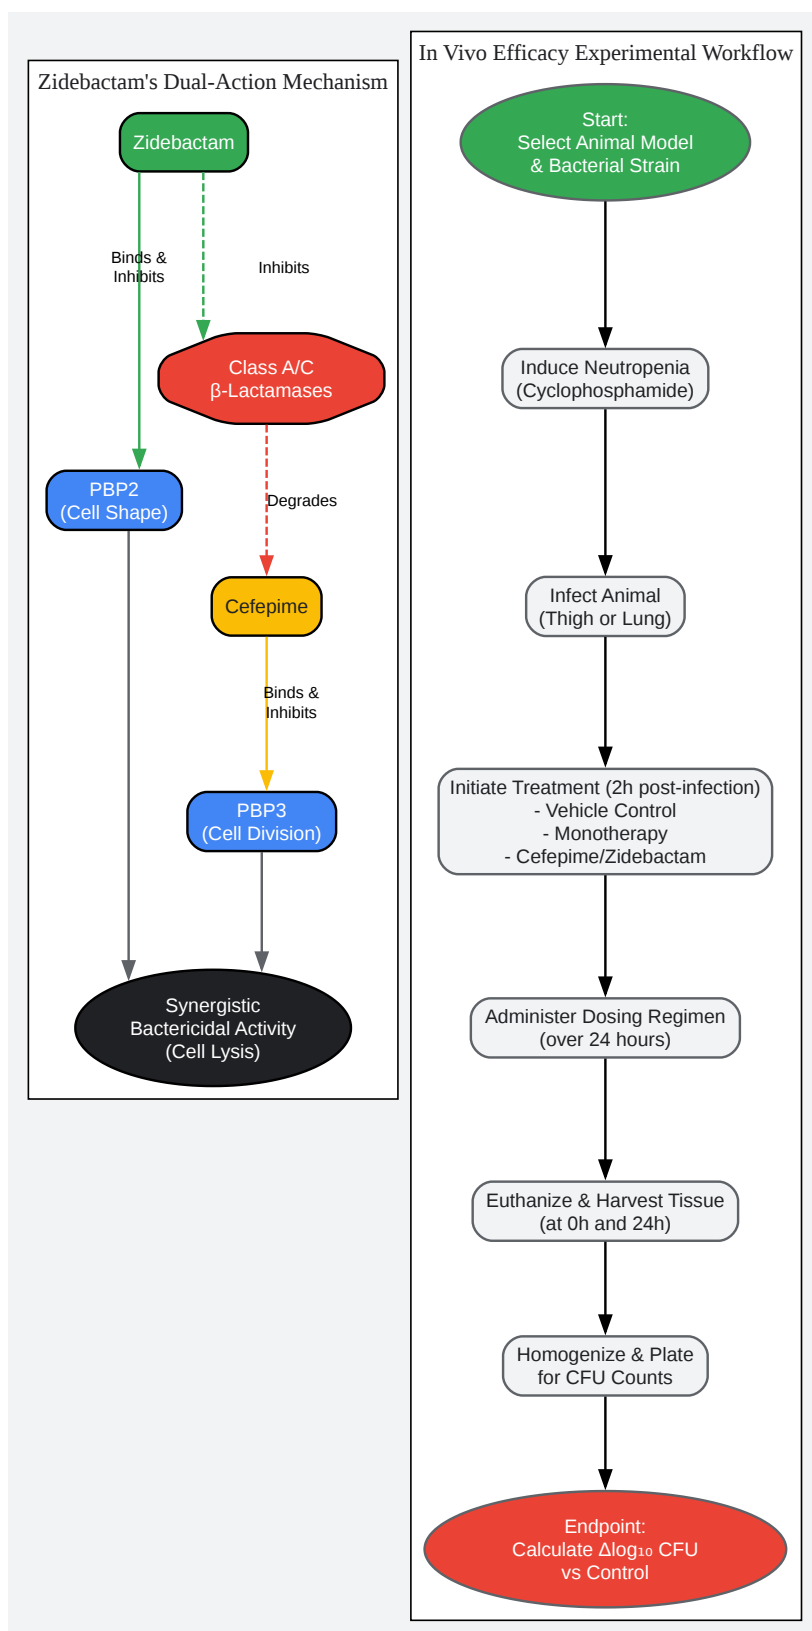 Zidebactam's Dual-Action Mechanism
Zidebactam
Binds &
Inhibits
Inhibits
Class A/C
β-Lactamases
PBP2
(Cell Shape)
Degrades
Cefepime
Binds &
Inhibits
PBP3
(Cell Division)
Synergistic
Bactericidal Activity
(Cell Lysis)
In Vivo Efficacy Experimental Workflow
Start:
Select Animal Model
& Bacterial Strain
Induce Neutropenia
(Cyclophosphamide)
Infect Animal
(Thigh or Lung)
Initiate Treatment (2h post-infection)
- Vehicle Control
- Monotherapy
- Cefepime/Zidebactam
Administer Dosing Regimen
(over 24 hours)
Euthanize & Harvest Tissue
(at 0h and 24h)
Homogenize & Plate
for CFU Counts
Endpoint:
Calculate Δlog₁₀ CFU
vs Control